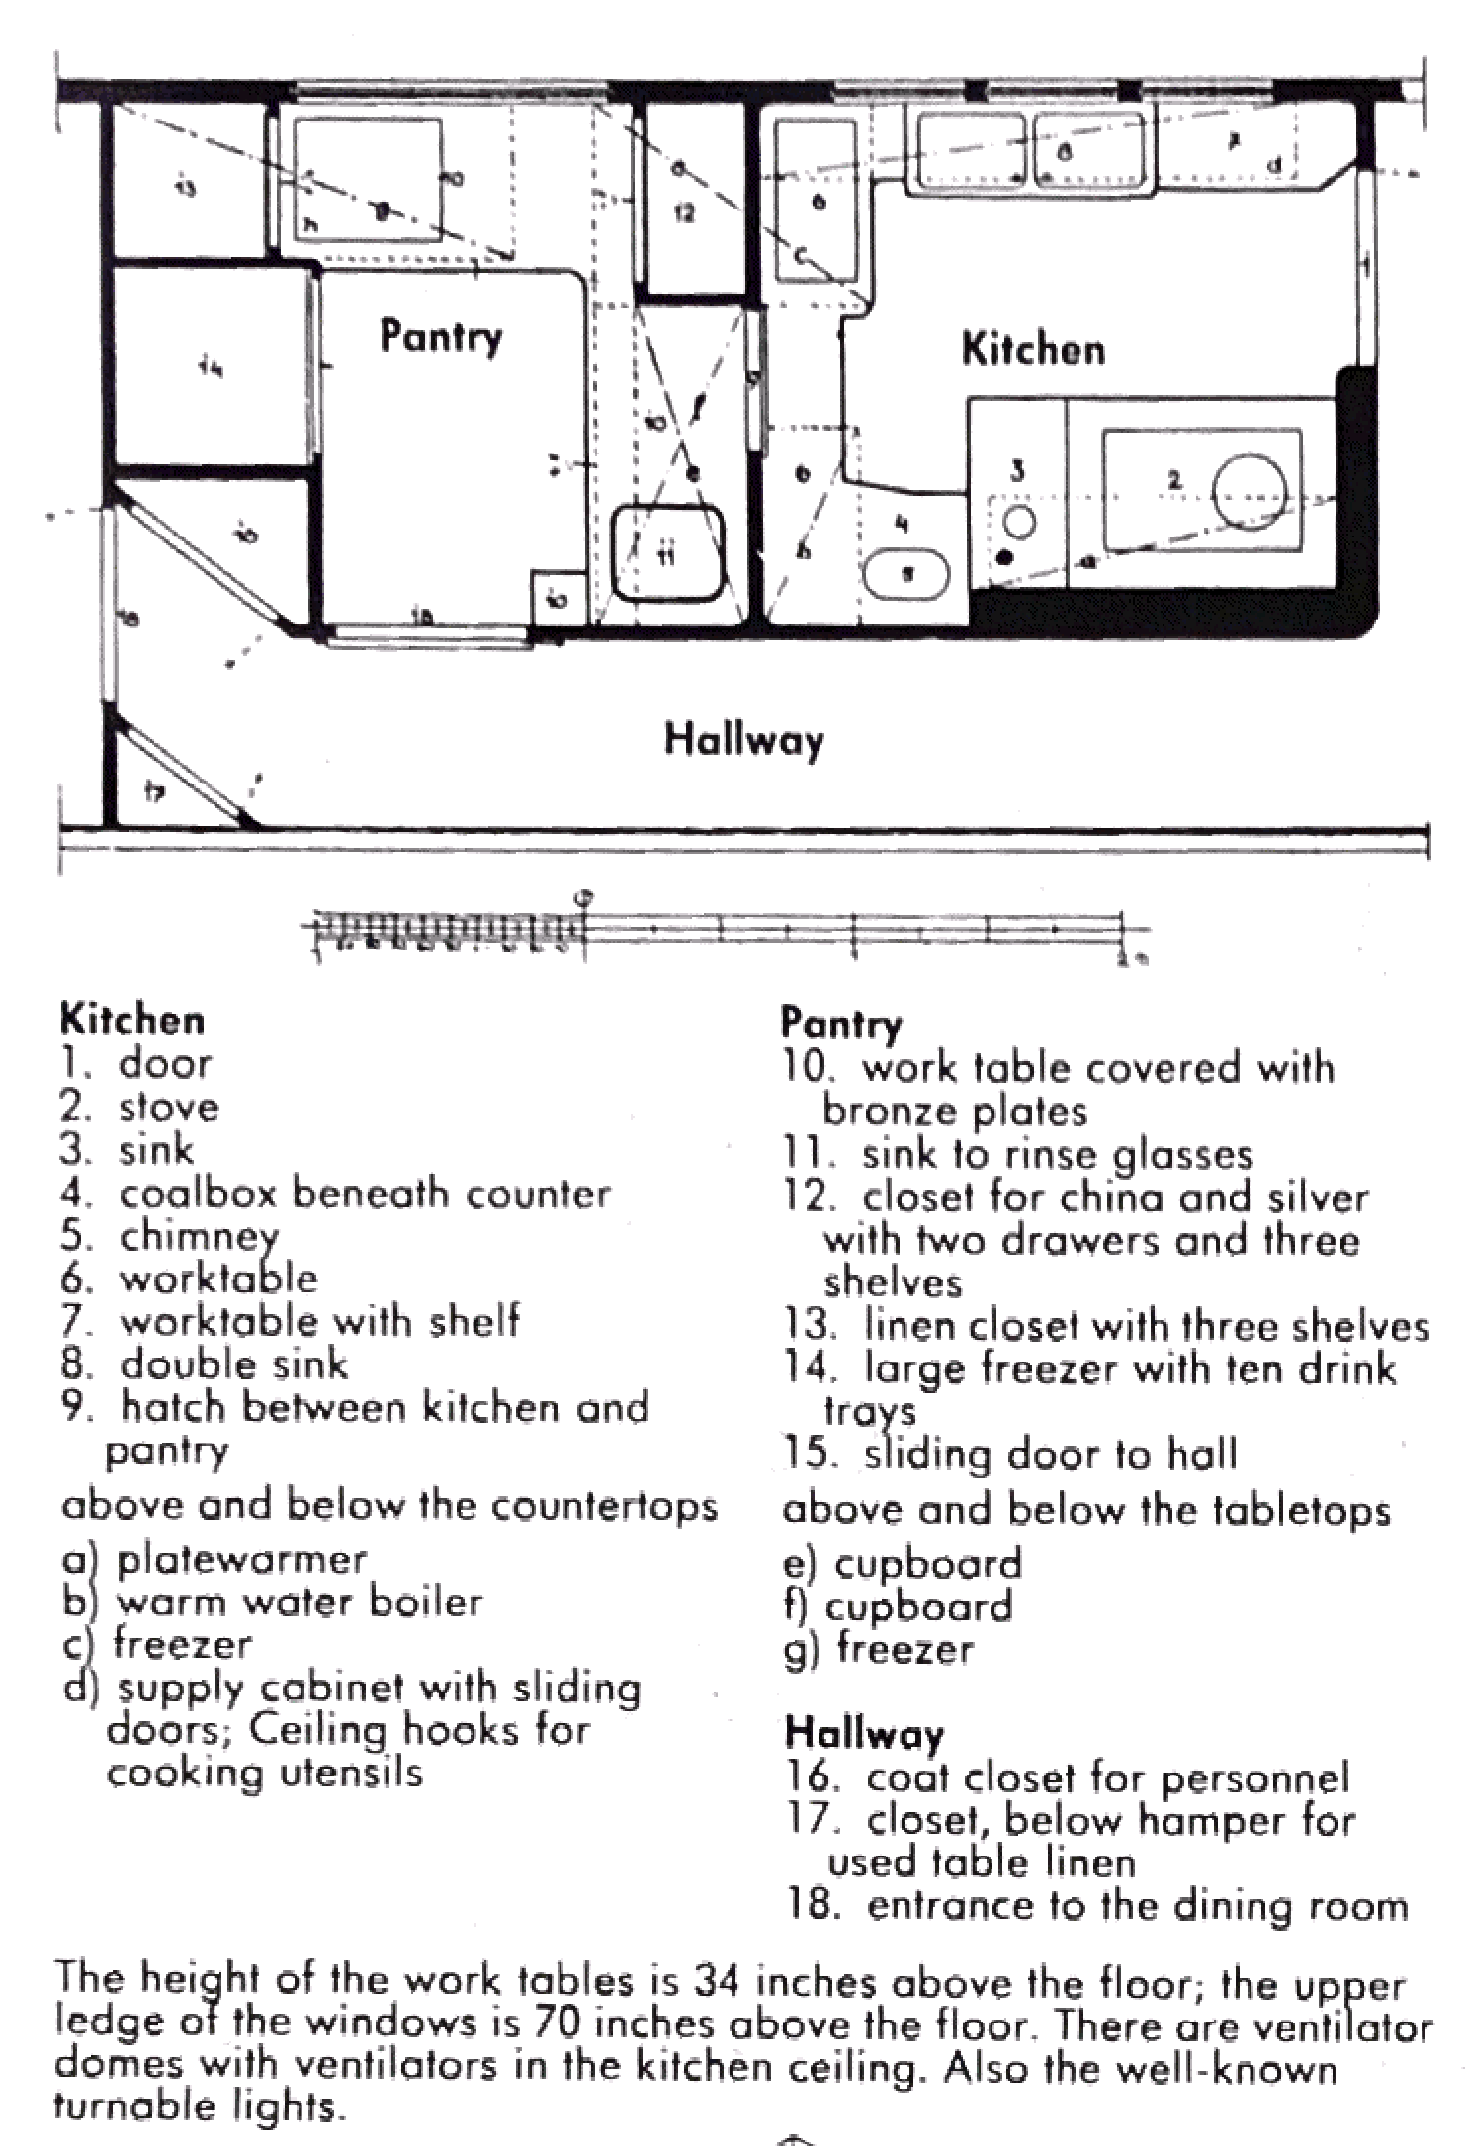 13
12
6
8
d
c
Pantry
14
Kitchen
1
9
10
f
e
6
3
2
4
b
11
a
18
Hallway
17
Kitchen
1. door
2. stove
3. sink
4. coalbox beneath counter
5. chimney
6. worktable
7. worktable with shelf
8. double sink
9. hatch between kitchen and
pantry
above and below the countertops
a) platewarmer
b) warm water boiler
c) freezer
d) supply cabinet with sliding
doors; Ceiling hooks for
cooking utensils
Pantry
10. work table covered with
bronze plates
11. sink to rinse glasses
12. closet for china and silver
with two drawers and three
shelves
13. linen closet with three shelves
14. large freezer with ten drink
trays
15. sliding door to hall
above and below the tabletops
e) cupboard
f) cupboard
g) freezer
Hallway
16. coat closet for personnel
17. closet, below hamper for
used table linen
18. entrance to the dining room
The height of the work tables is 34 inches above the floor; the upper
ledge of the windows is 70 inches above the floor. There are ventilator
domes with ventilators in the kitchen ceiling. Also the well-known
turnable lights.